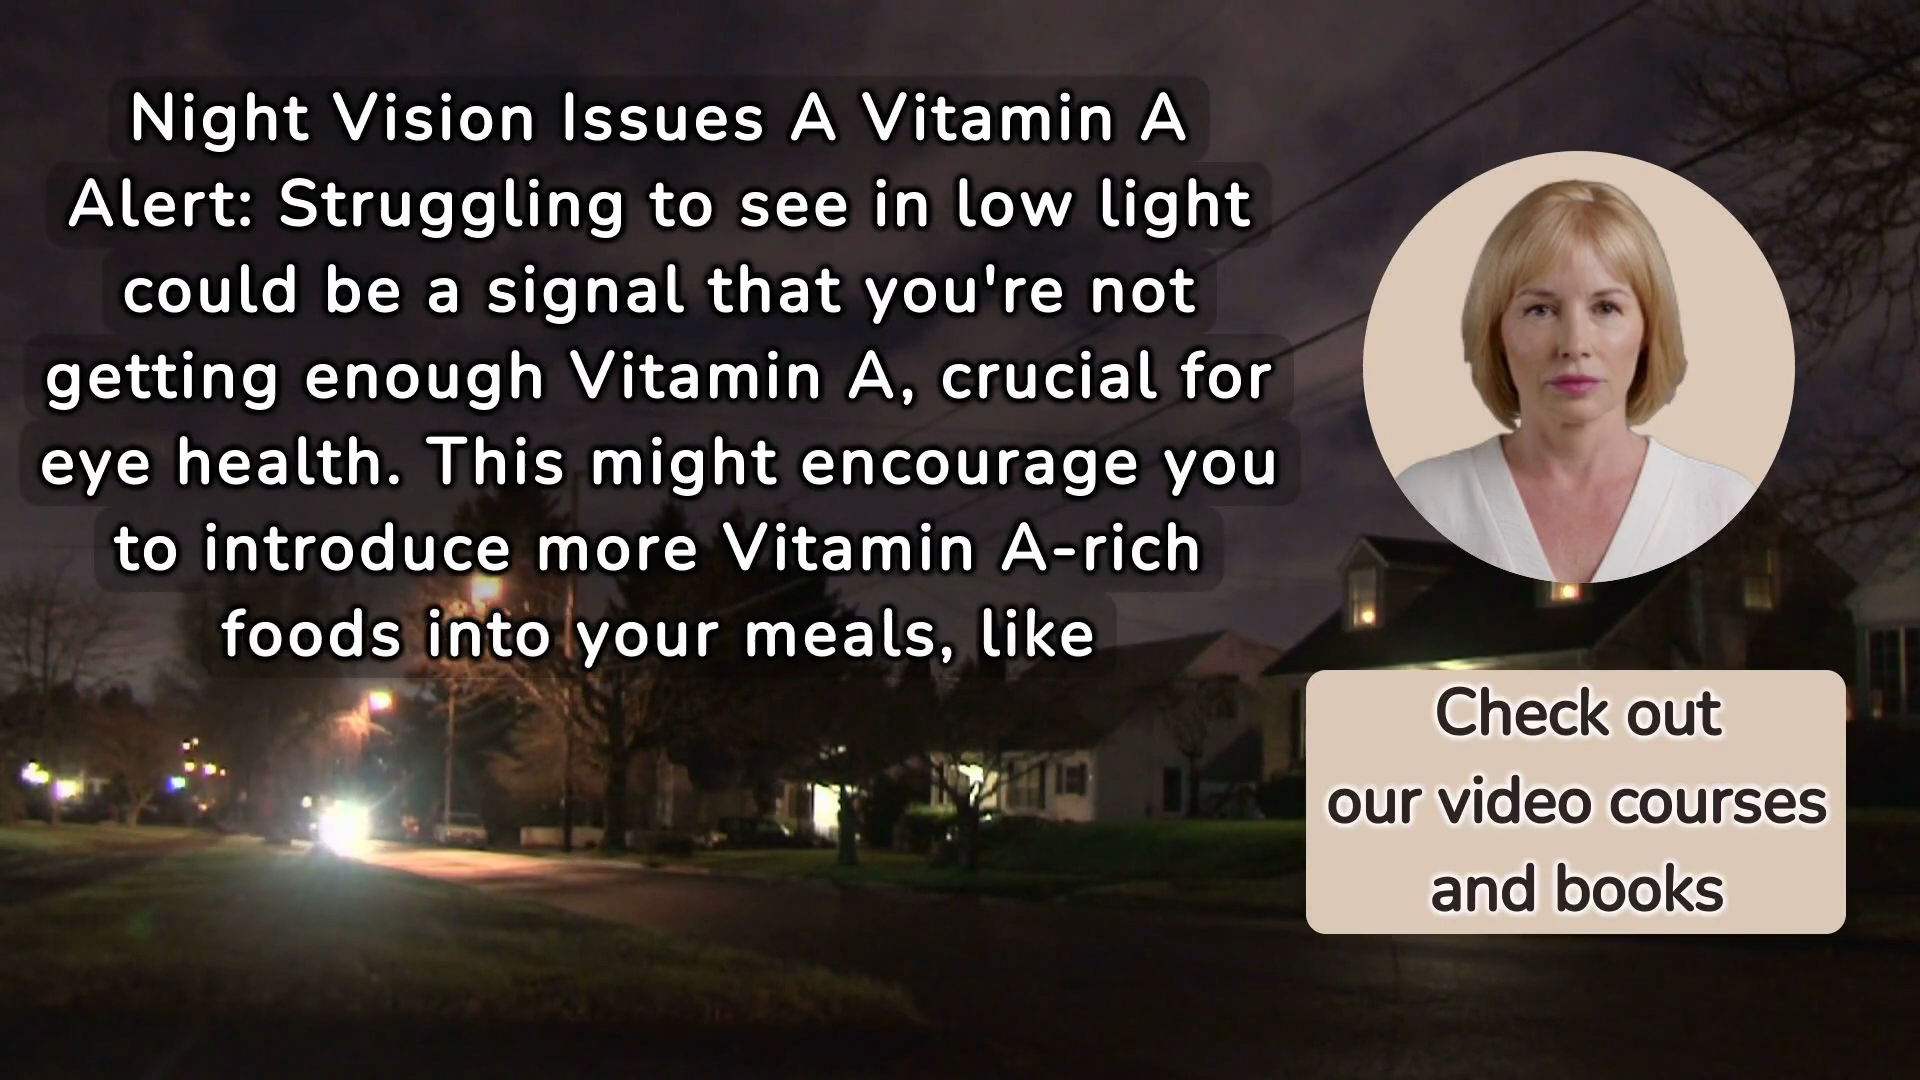 Night Vision Issues A Vitamin A
Alert: Struggling to see in low light
could be a signal that you're not
getting enough Vitamin A, crucial for
eye health. This might encourage you
to introduce more Vitamin A-rich
foods into your meals, like
Check out
our video courses
and books